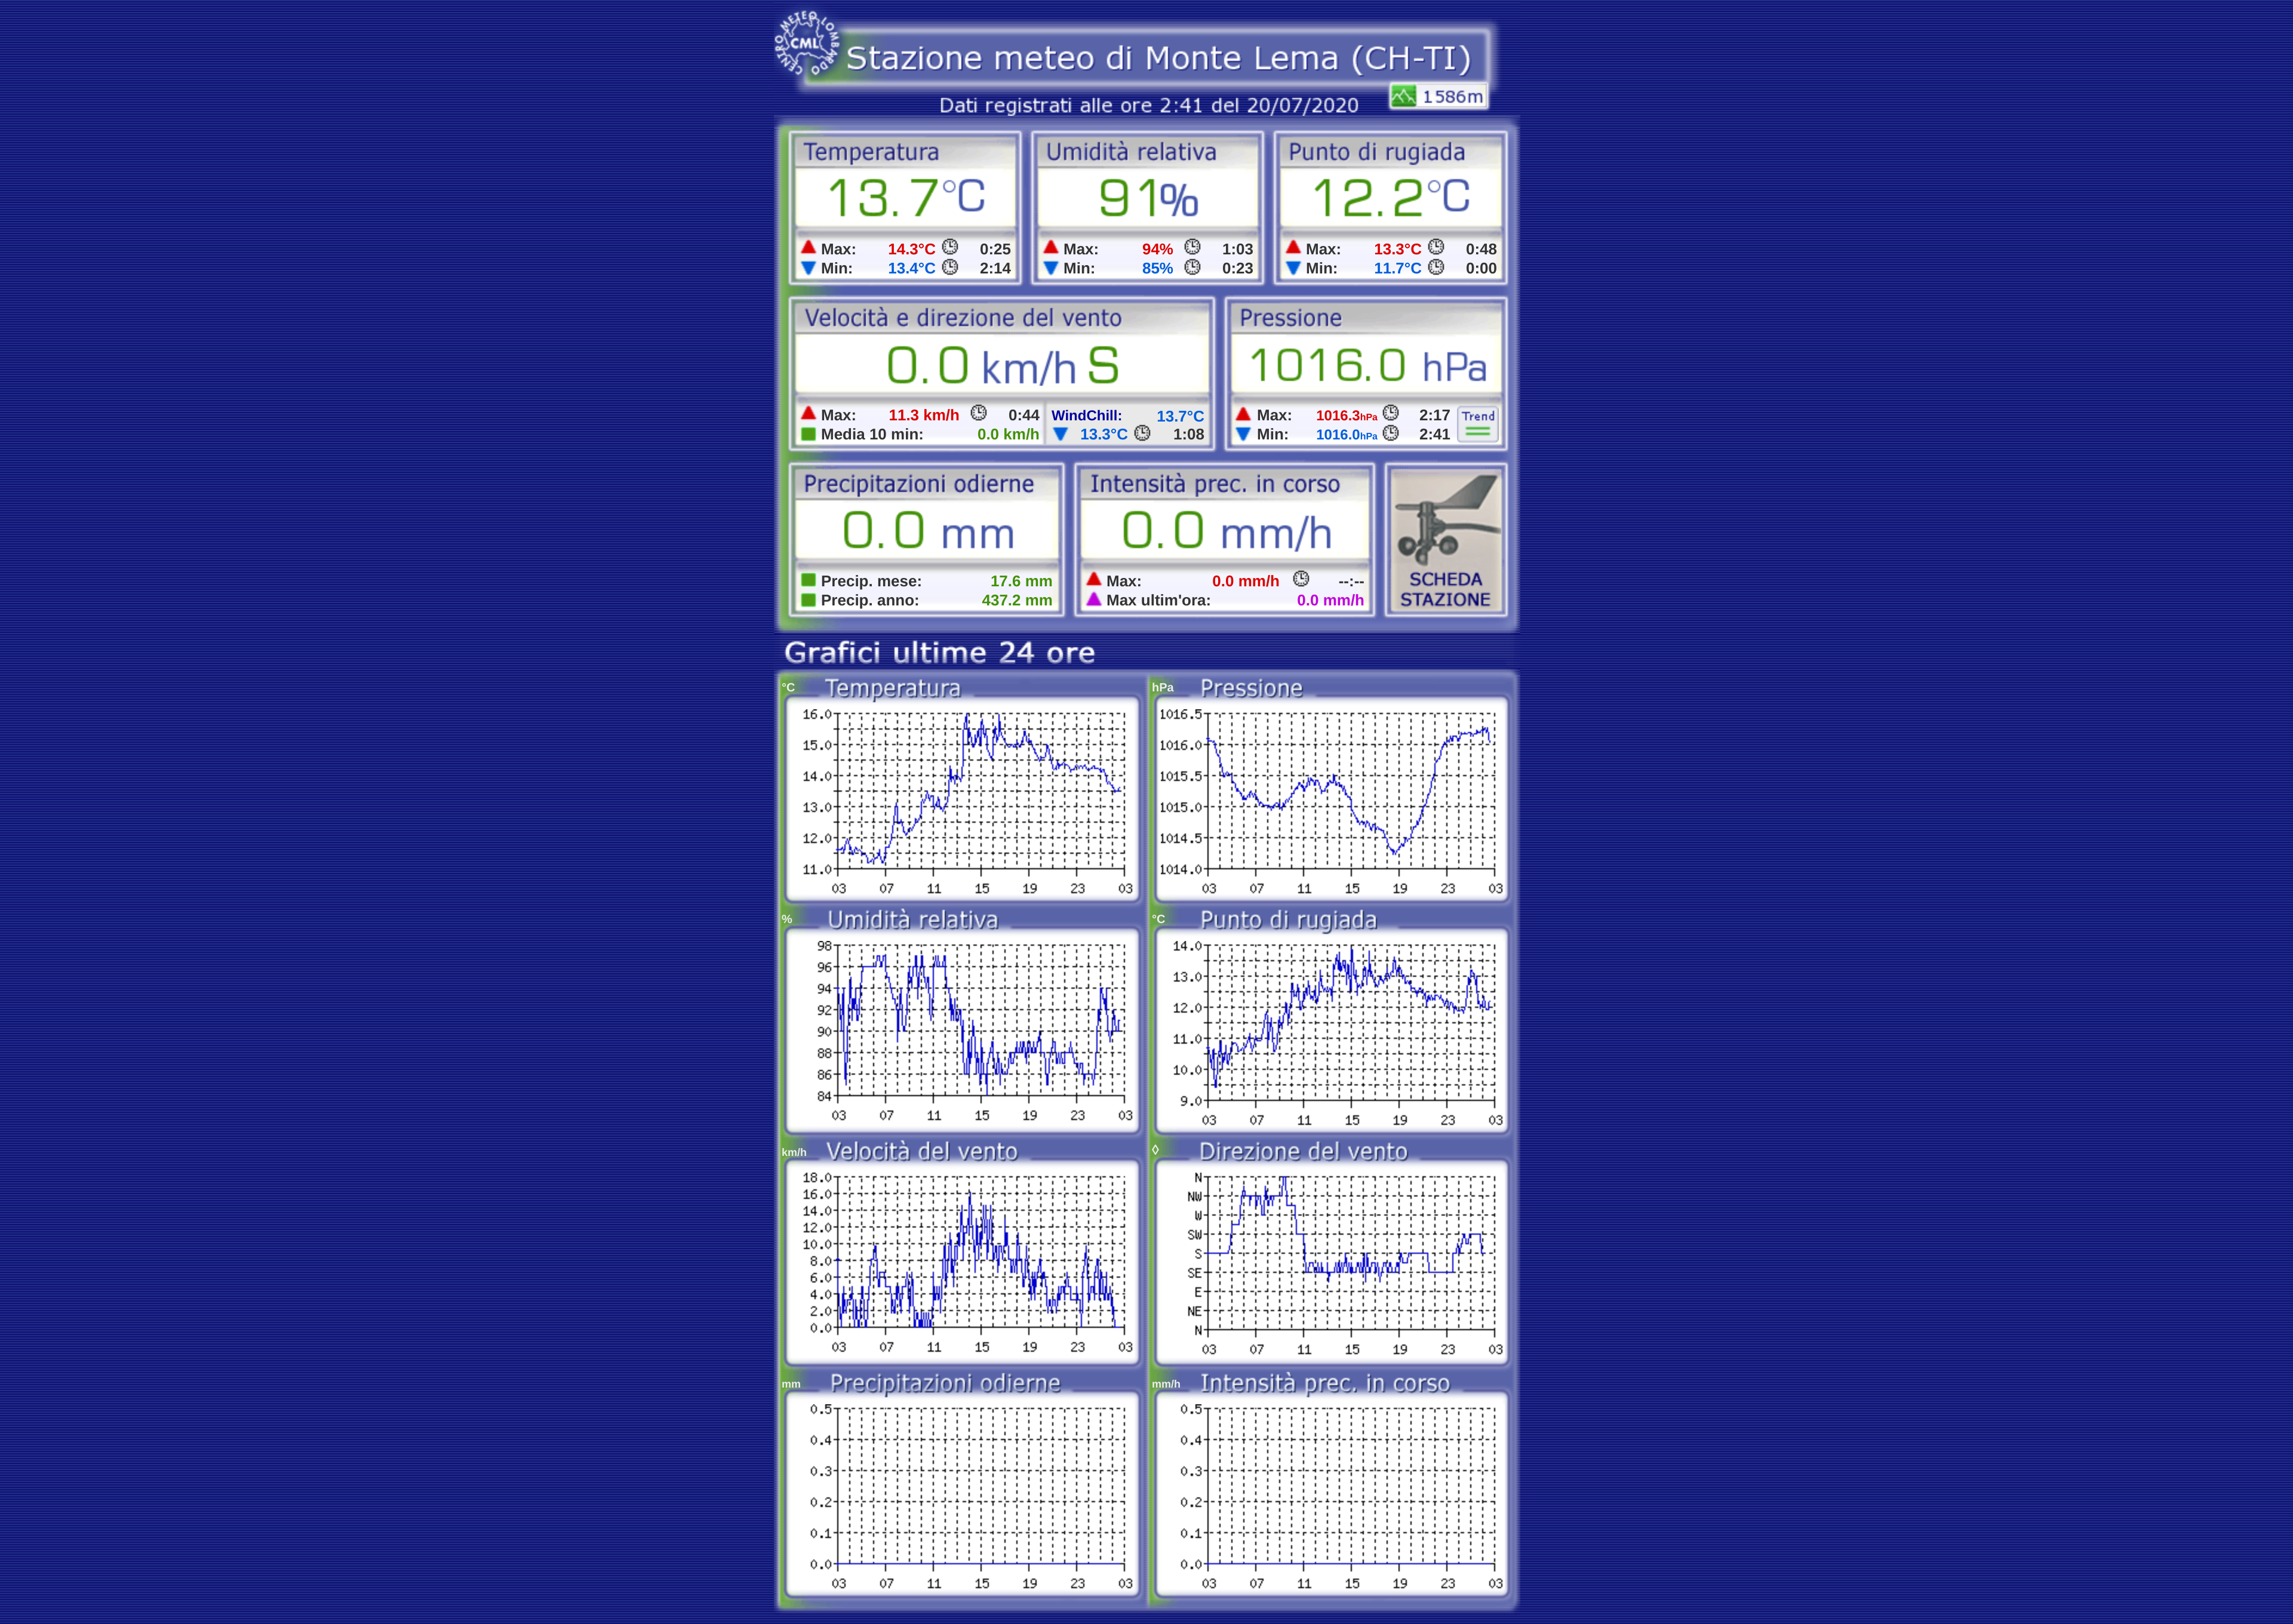 CENTRO METEO LOMBARDO
CML
Stazione meteo di Monte Lema (CH-TI)
1586m
Dati registrati alle ore 2:41 del 20/07/2020
Temperatura
13.7°C
Max: 14.3°C 0:25
Min: 13.4°C 2:14
Umidità relativa
91%
Max: 94% 1:03
Min: 85% 0:23
Punto di rugiada
12.2°C
Max: 13.3°C 0:48
Min: 11.7°C 0:00
Velocità e direzione del vento
0.0 km/h S
Max: 11.3 km/h 0:44
Media 10 min: 0.0 km/h
WindChill: 13.7°C
13.3°C 1:08
Pressione
1016.0 hPa
Max: 1016.3hPa 2:17
Min: 1016.0hPa 2:41
Trend
Precipitazioni odierne
0.0 mm
Precip. mese: 17.6 mm
Precip. anno: 437.2 mm
Intensità prec. in corso
0.0 mm/h
Max: 0.0 mm/h --:--
Max ultim'ora: 0.0 mm/h
SCHEDA
STAZIONE
Grafici ultime 24 ore
°C Temperatura
16.0
15.0
14.0
13.0
12.0
11.0
03 07 11 15 19 23 03
hPa Pressione
1016.5
1016.0
1015.5
1015.0
1014.5
1014.0
03 07 11 15 19 23 03
% Umidità relativa
98
96
94
92
90
88
86
84
03 07 11 15 19 23 03
°C Punto di rugiada
14.0
13.0
12.0
11.0
10.0
9.0
03 07 11 15 19 23 03
km/h Velocità del vento
18.0
16.0
14.0
12.0
10.0
8.0
6.0
4.0
2.0
0.0
03 07 11 15 19 23 03
◊ Direzione del vento
N
NW
W
SW
S
SE
E
NE
N
03 07 11 15 19 23 03
mm Precipitazioni odierne
0.5
0.4
0.3
0.2
0.1
0.0
03 07 11 15 19 23 03
mm/h Intensità prec. in corso
0.5
0.4
0.3
0.2
0.1
0.0
03 07 11 15 19 23 03